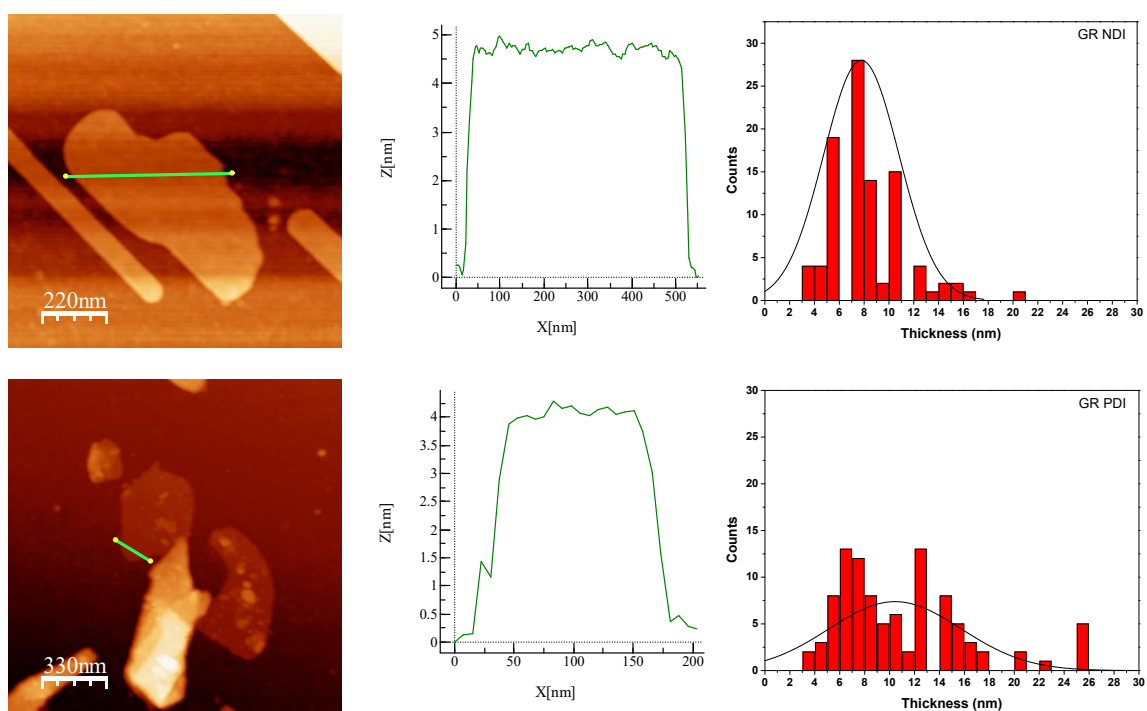 220nm
5
4
3
2
1
0
Z[nm]
0 100 200 300 400 500
X[nm]
GR NDI
30
25
20
15
10
5
0
Counts
0 2 4 6 8 10 12 14 16 18 20 22 24 26 28 30
Thickness (nm)
330nm
4
3.5
3
2.5
2
1.5
1
0.5
0
Z[nm]
0 50 100 150 200
X[nm]
GR PDI
30
25
20
15
10
5
0
Counts
0 2 4 6 8 10 12 14 16 18 20 22 24 26 28 30
Thickness (nm)